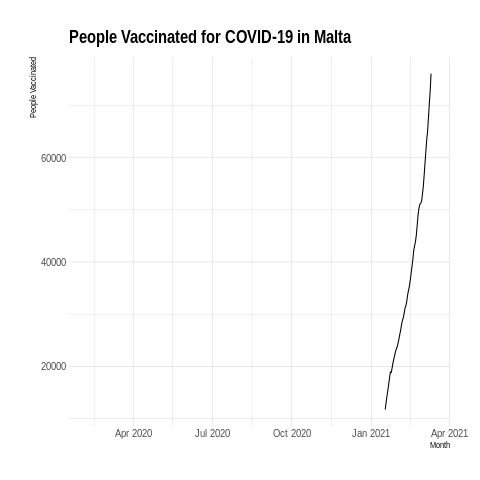 People Vaccinated for COVID-19 in Malta
People Vaccinated
60000
40000
20000
Apr 2020
Jul 2020
Oct 2020
Jan 2021
Apr 2021
Month